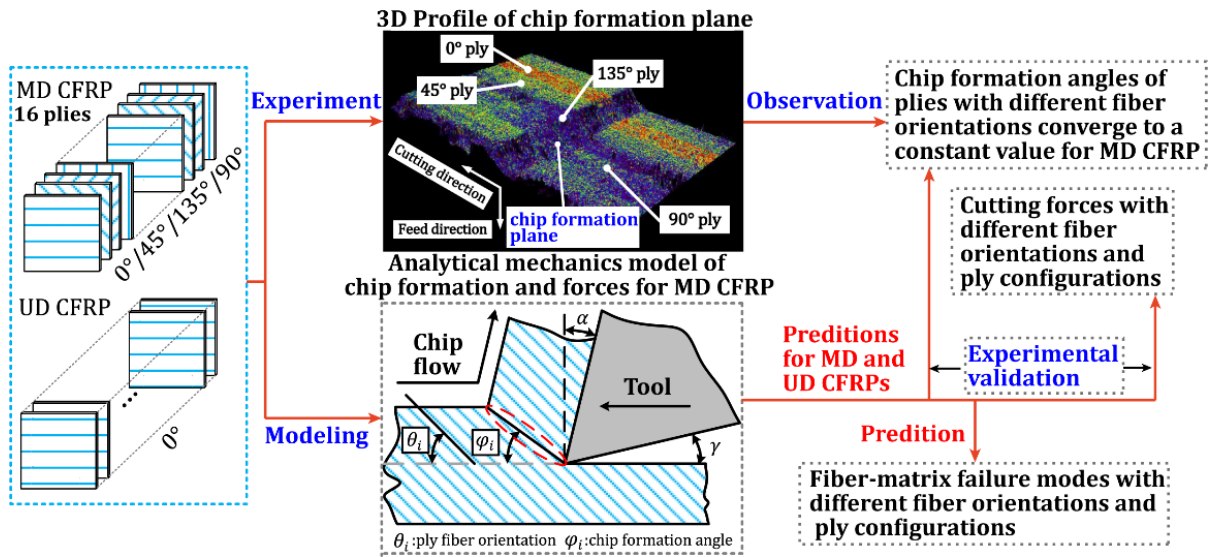 MD CFRP
16 plies
0°/45°/135°/90°
UD CFRP
...
0°
Experiment
Modeling
3D Profile of chip formation plane
0° ply
45° ply
135° ply
90° ply
Cutting direction
Feed direction
chip formation
plane
Observation
Chip formation angles of
plies with different fiber
orientations converge to a
constant value for MD CFRP
Cutting forces with
different fiber
orientations and
ply configurations
Analytical mechanics model of
chip formation and forces for MD CFRP
Chip
flow
α
Tool
θi
φi
γ
θi:ply fiber orientation φi:chip formation angle
Preditions
for MD and
UD CFRPs
Experimental
validation
Predition
Fiber-matrix failure modes with
different fiber orientations and
ply configurations